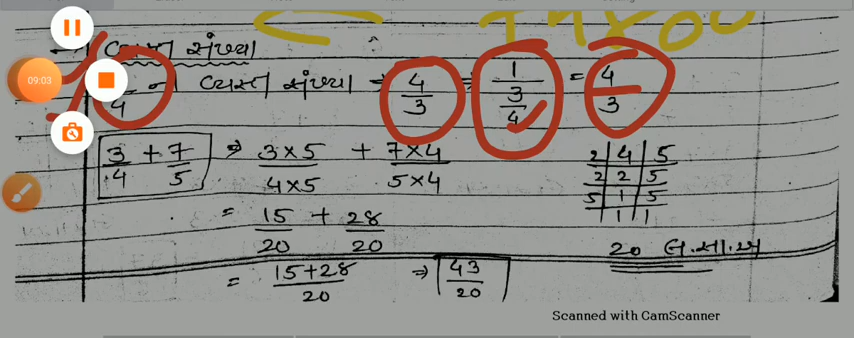 વ્યસ્ત સંખ્યા
4 ના વ્યસ્ત સંખ્યા → 4/3 = 1/(3/4) = 4/3
3/4 + 7/5 ⇒ 3×5/4×5 + 7×4/5×4
2 | 4 | 5
2 | 2 | 5
5 | 1 | 5
1 | 1
= 15/20 + 28/20
20 લ.સા.અ
= 15+28/20 ⇒ 43/20
Scanned with CamScanner
09:03